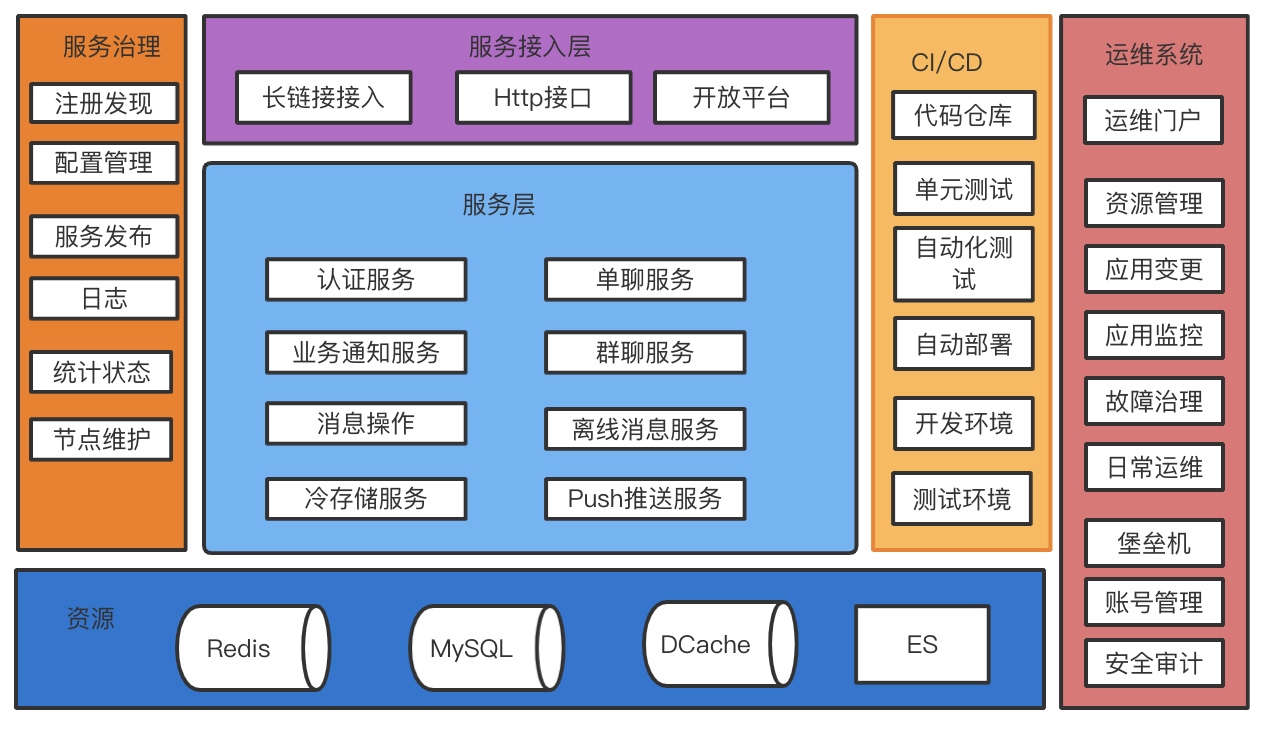 服务治理
注册发现
配置管理
服务发布
日志
统计状态
节点维护
服务接入层
长链接接入
Http接口
开放平台
服务层
认证服务
单聊服务
业务通知服务
群聊服务
消息操作
离线消息服务
冷存储服务
Push推送服务
CI/CD
代码仓库
单元测试
自动化测
试
自动部署
开发环境
测试环境
运维系统
运维门户
资源管理
应用变更
应用监控
故障治理
日常运维
堡垒机
账号管理
安全审计
资源
Redis
MySQL
DCache
ES